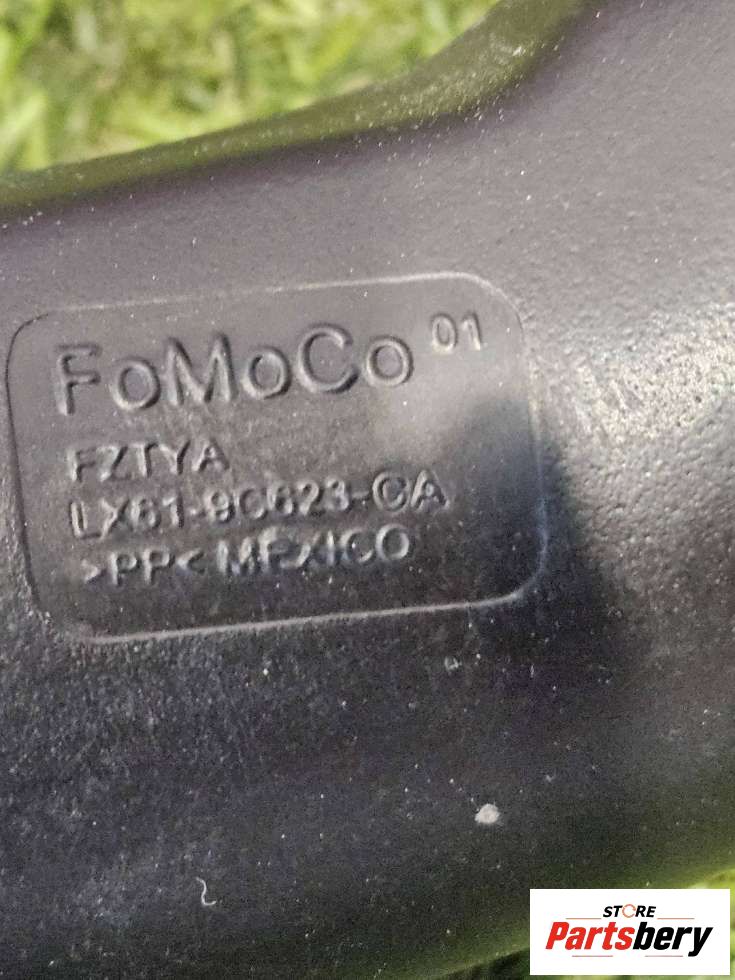 FoMoCo 01
FZTYA
LX61-9C623-CA
>PP< MEXICO
STORE
Partsbery